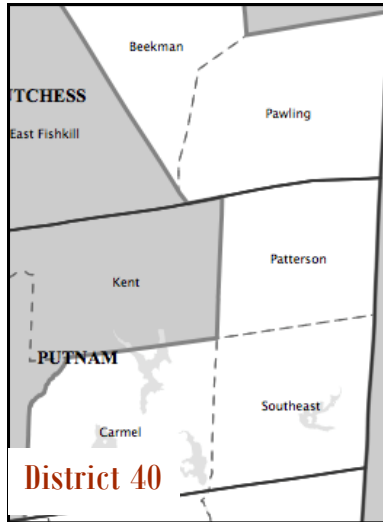 Beekman
UTCHESS
Pawling
East Fishkill
Patterson
Kent
PUTNAM
Southeast
Carmel
District 40